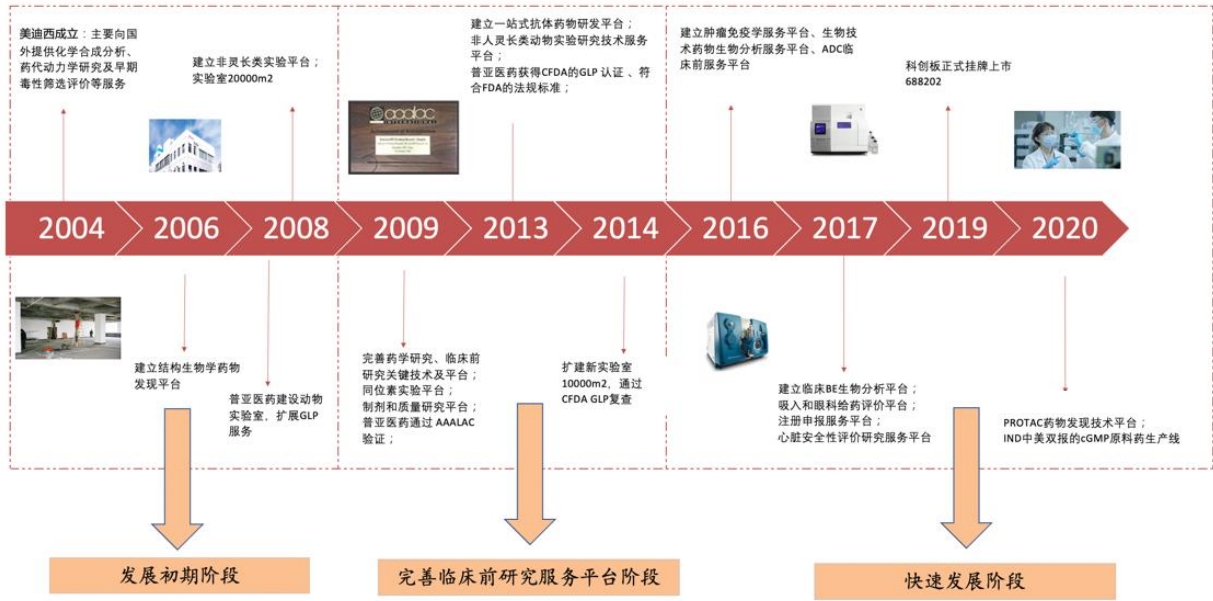 美迪西成立：主要向国
外提供化学合成分析、
药代动力学研究及早期
毒性筛选评价等服务
建立非灵长类实验平台；
实验室20000m2
建立一站式抗体药物研发平台；
非人灵长类动物实验研究技术服务
平台；
普亚医药获得CFDA的GLP 认证 、符
合FDA的法规标准；
建立肿瘤免疫学服务平台、生物技
术药物生物分析服务平台、ADC临
床前服务平台
科创板正式挂牌上市
688202
aaalac
INTERNATIONAL
2004
2006
2008
2009
2013
2014
2016
2017
2019
2020
建立结构生物学药物
发现平台
普亚医药建设动物
实验室，扩展GLP
服务
完善药学研究、临床前
研究关键技术及平台；
同位素实验平台；
制剂和质量研究平台；
普亚医药通过 AAALAC
验证；
扩建新实验室
10000m2，通过
CFDA GLP复查
建立临床BE生物分析平台；
吸入和眼科给药评价平台；
注册申报服务平台；
心脏安全性评价研究服务平台
PROTAC药物发现技术平台；
IND中美双报的cGMP原料药生产线
发展初期阶段
完善临床前研究服务平台阶段
快速发展阶段